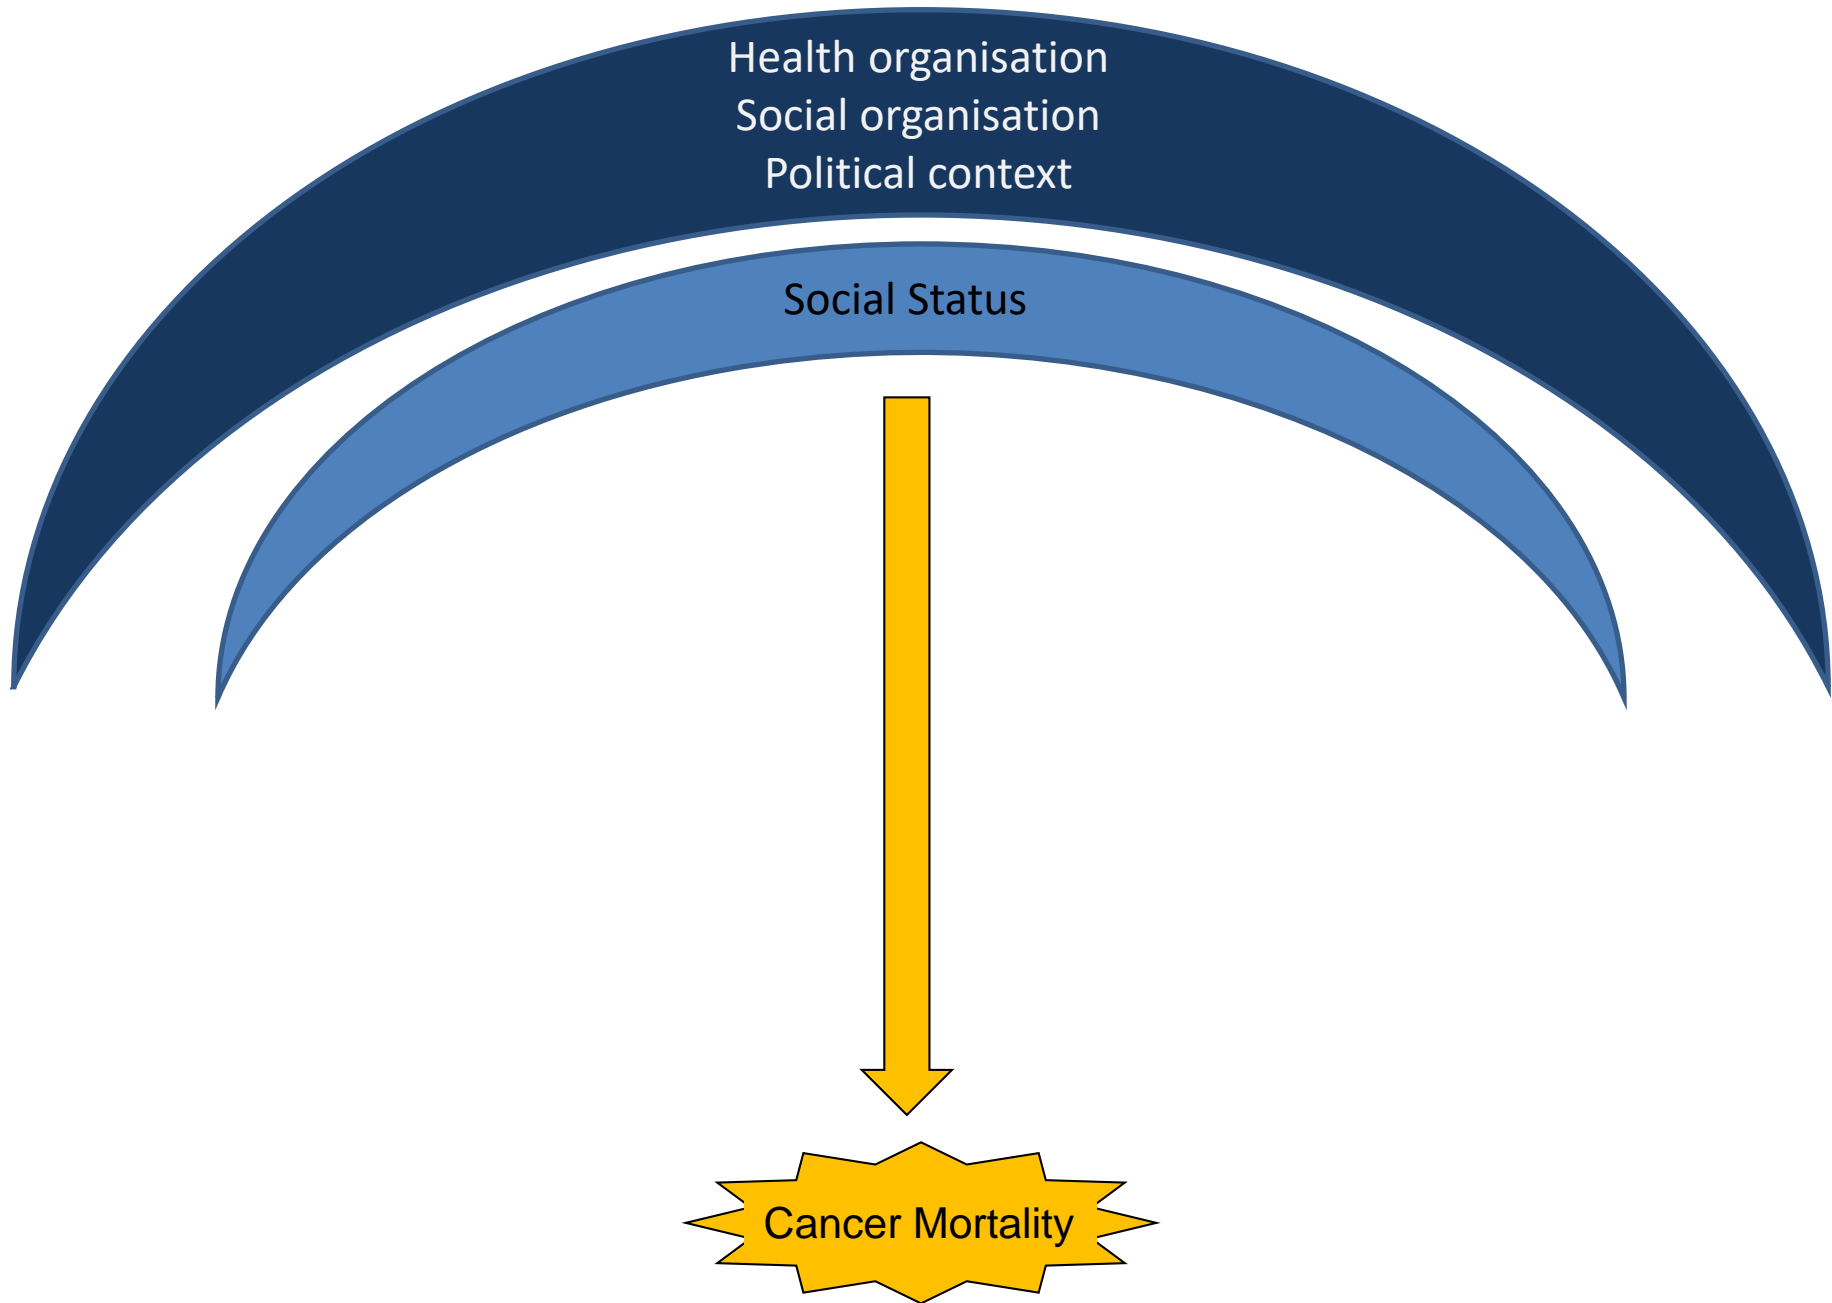 Health organisation
Social organisation
Political context
Social Status
Cancer Mortality